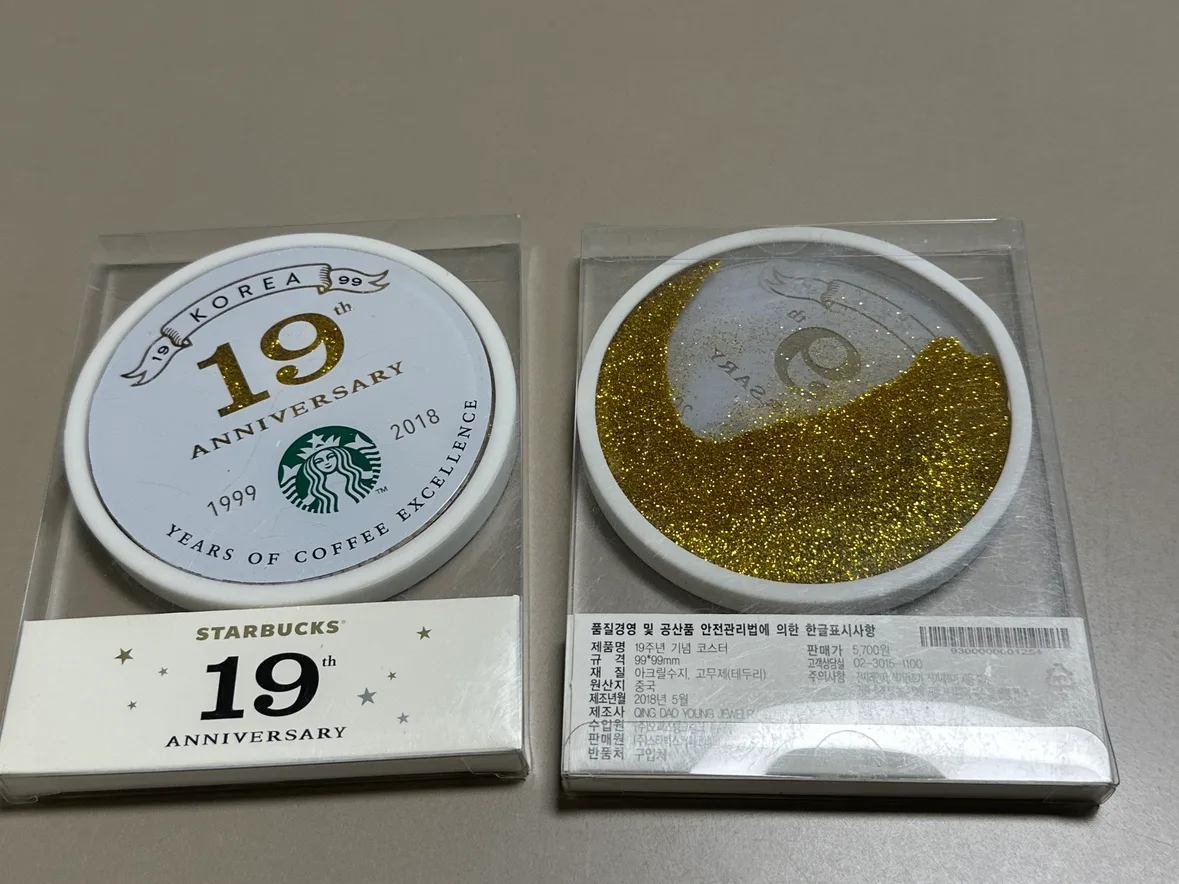 19 KOREA 99
19th
ANNIVERSARY
1999 2018
TM
YEARS OF COFFEE EXCELLENCE
STARBUCKS
19th
ANNIVERSARY
품질경영 및 공산품 안전관리법에 의한 한글표시사항
제품명 19주년 기념 코스터
규 격 99*99mm
재 질 아크릴수지, 고무제(테두리)
원산지 중국
제조년월 2018년 5월
제조사 QING DAO YOUNG JEWEL
수입원
판매원
반품처 구입처
판매가 5,700원
고객상담실 02-3015-1100
주의사항